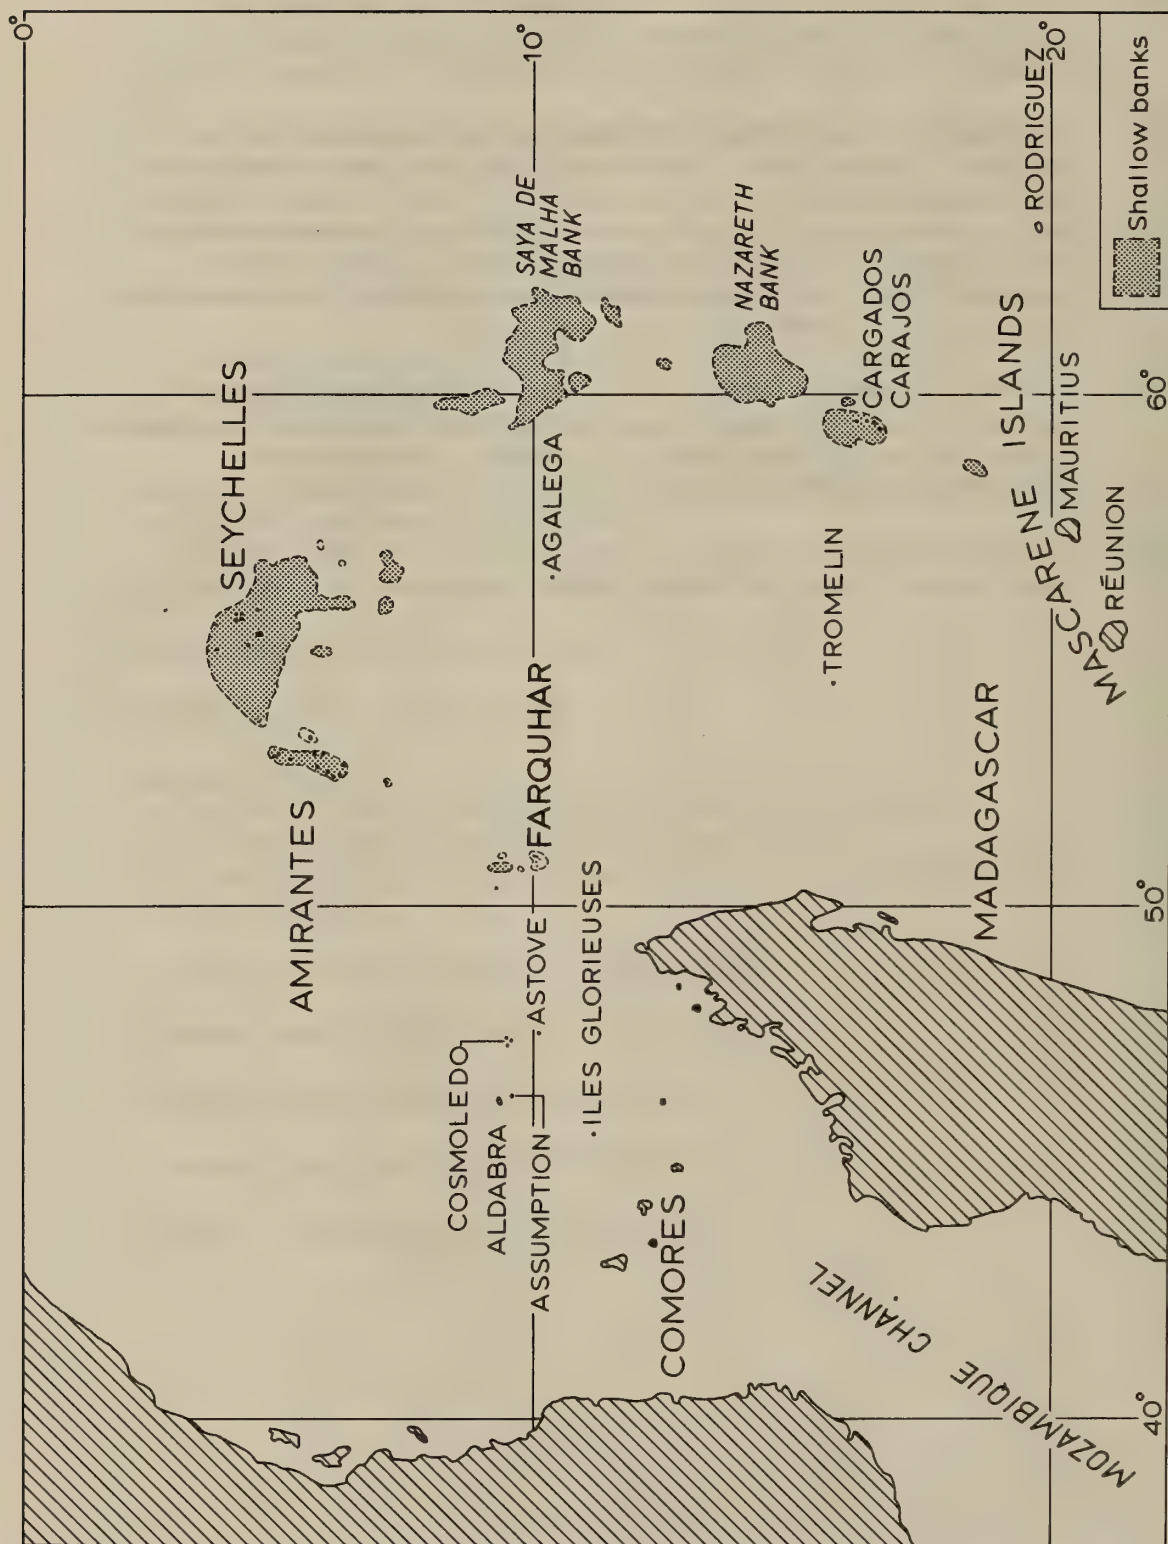 0°
10°
20°
SEYCHELLES
AMIRANTES
SAYA DE
MALHA
BANK
NAZARETH
BANK
CARGADOS
CARAJOS
AGALEGA
FARQUHAR
COSMOLEDO
ALDABRA
ASSUMPTION
ASTOVE
ILES GLORIEUSES
COMORES
TROMELIN
RODRIGUEZ
MASCARENE ISLANDS
MAURITIUS
RÉUNION
MADAGASCAR
MOZAMBIQUE CHANNEL
40°
50°
60°
Shallow banks